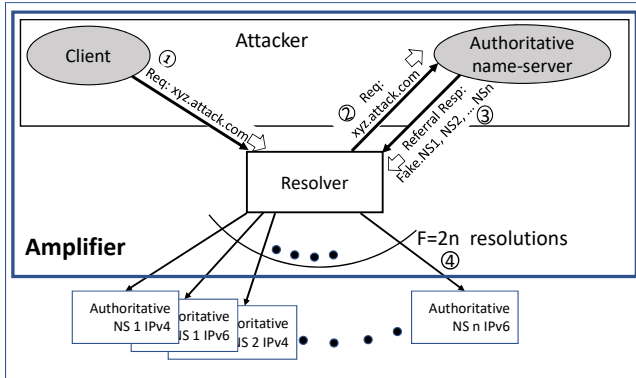 Attacker
Client
①
Req: xyz.attack.com
Authoritative
name-server
②
Req:
xyz.attack.com
Referral Resp:
Fake.NS1, NS2, ... NSn
③
Resolver
Amplifier
F=2n resolutions
④
Authoritative
NS 1 IPv4
oritative
NS 1 IPv6
Authoritative
NS 2 IPv4
Authoritative
NS n IPv6